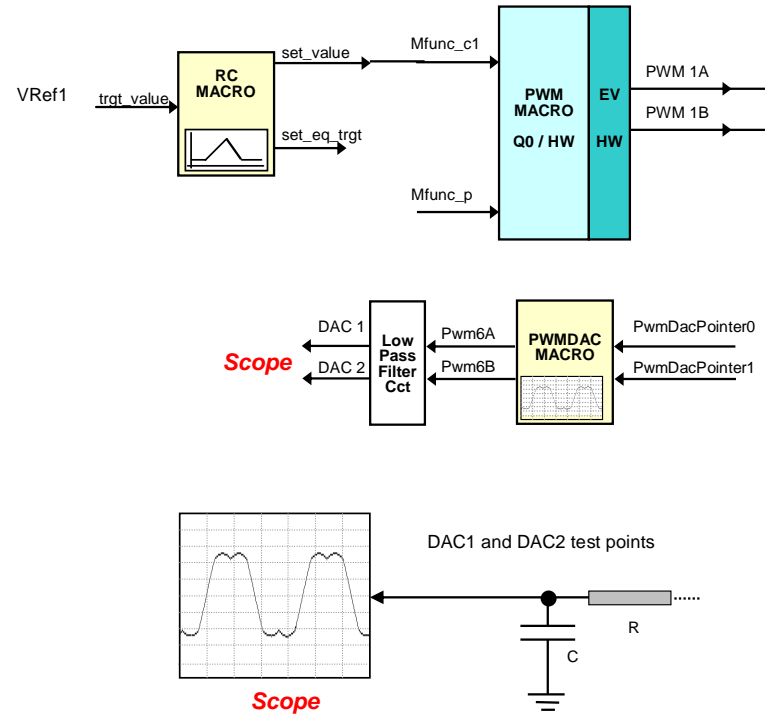 VRef1
trgt_value
RC
MACRO
set_value
set_eq_trgt
Mfunc_c1
Mfunc_p
PWM
MACRO
Q0 / HW
EV
HW
PWM 1A
PWM 1B
Scope
DAC 1
DAC 2
Low
Pass
Filter
Cct
Pwm6A
Pwm6B
PWMDAC
MACRO
PwmDacPointer0
PwmDacPointer1
DAC1 and DAC2 test points
R
C
Scope